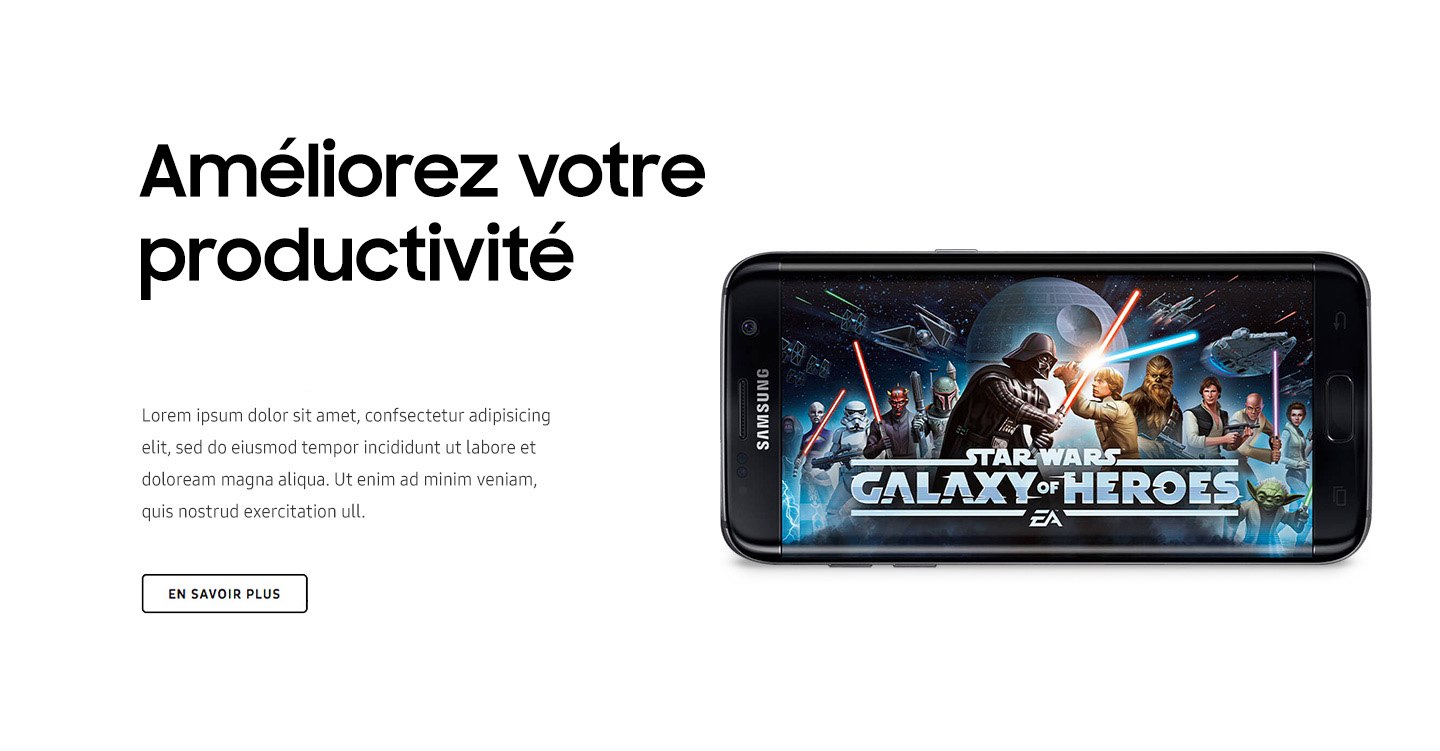 Améliorez votre
productivité
Lorem ipsum dolor sit amet, confsectetur adipisicing
elit, sed do eiusmod tempor incididunt ut labore et
doloream magna aliqua. Ut enim ad minim veniam,
quis nostrud exercitation ull.
EN SAVOIR PLUS
SAMSUNG
STAR WARS
GALAXY OF HEROES
EA